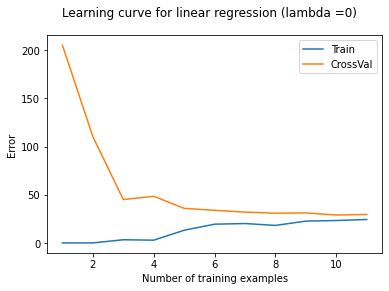 Learning curve for linear regression (lambda =0)
200
150
100
50
0
Error
Train
CrossVal
2
4
6
8
10
Number of training examples